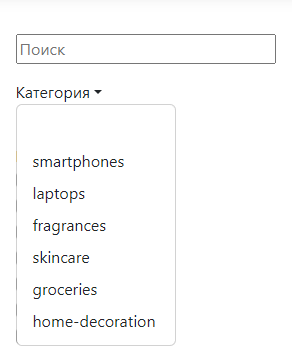 Поиск
Категория
smartphones
laptops
fragrances
skincare
groceries
home-decoration